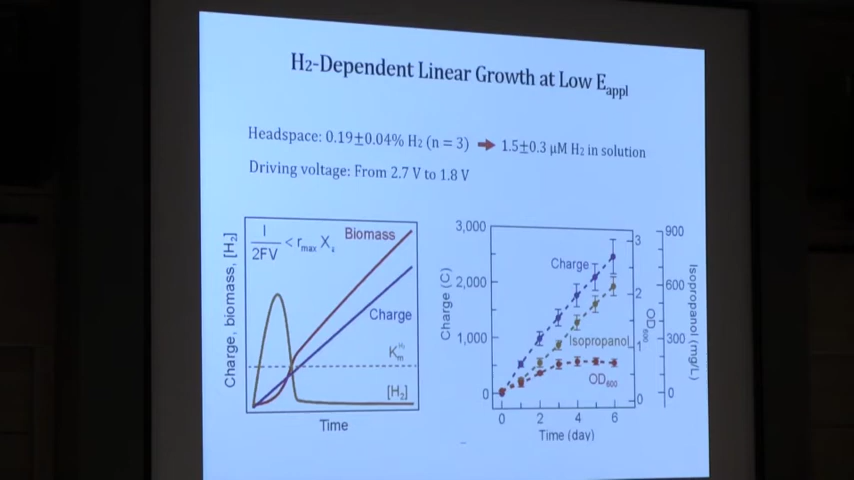 H2-Dependent Linear Growth at Low Eappl
Headspace: 0.19±0.04% H2 (n = 3) → 1.5±0.3 μM H2 in solution
Driving voltage: From 2.7 V to 1.8 V
Charge, biomass, [H2]
I
2FV
< rmax X
Biomass
Charge
Km
[H2]
Time
Charge (C)
3,000
2,000
1,000
0
Charge
Isopropanol
OD600
0 2 4 6
Time (day)
3
2
1
0
OD600
900
600
300
0
Isopropanol (mg/L)